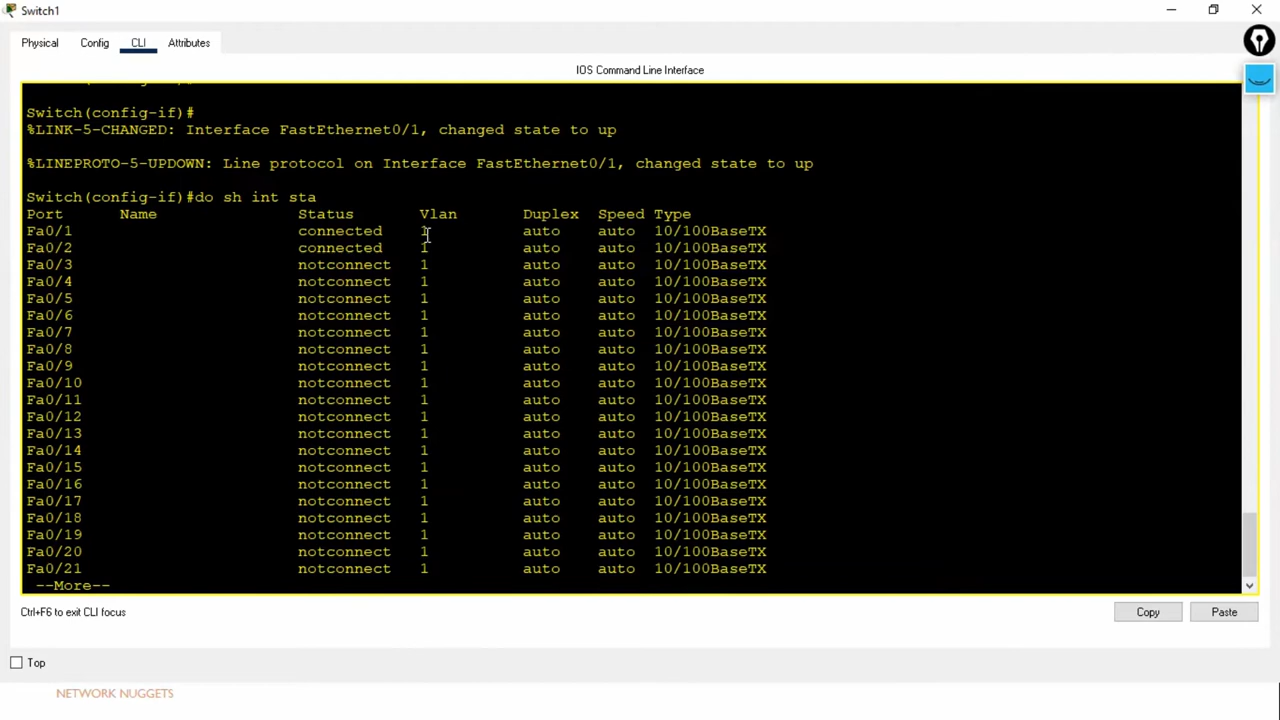 Switch1
Physical Config CLI Attributes
IOS Command Line Interface
Switch(config-if)#
%LINK-5-CHANGED: Interface FastEthernet0/1, changed state to up
%LINEPROTO-5-UPDOWN: Line protocol on Interface FastEthernet0/1, changed state to up
Switch(config-if)#do sh int sta
Port Name Status Vlan Duplex Speed Type
Fa0/1 connected 1 auto auto 10/100BaseTX
Fa0/2 connected 1 auto auto 10/100BaseTX
Fa0/3 notconnect 1 auto auto 10/100BaseTX
Fa0/4 notconnect 1 auto auto 10/100BaseTX
Fa0/5 notconnect 1 auto auto 10/100BaseTX
Fa0/6 notconnect 1 auto auto 10/100BaseTX
Fa0/7 notconnect 1 auto auto 10/100BaseTX
Fa0/8 notconnect 1 auto auto 10/100BaseTX
Fa0/9 notconnect 1 auto auto 10/100BaseTX
Fa0/10 notconnect 1 auto auto 10/100BaseTX
Fa0/11 notconnect 1 auto auto 10/100BaseTX
Fa0/12 notconnect 1 auto auto 10/100BaseTX
Fa0/13 notconnect 1 auto auto 10/100BaseTX
Fa0/14 notconnect 1 auto auto 10/100BaseTX
Fa0/15 notconnect 1 auto auto 10/100BaseTX
Fa0/16 notconnect 1 auto auto 10/100BaseTX
Fa0/17 notconnect 1 auto auto 10/100BaseTX
Fa0/18 notconnect 1 auto auto 10/100BaseTX
Fa0/19 notconnect 1 auto auto 10/100BaseTX
Fa0/20 notconnect 1 auto auto 10/100BaseTX
Fa0/21 notconnect 1 auto auto 10/100BaseTX
--More--
Ctrl+F6 to exit CLI focus
Copy Paste
Top
NETWORK NUGGETS